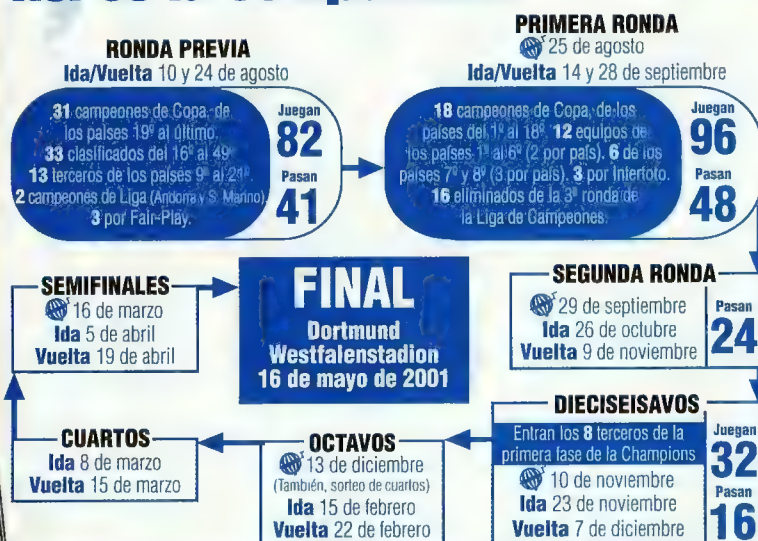 RONDA PREVIA
Ida/Vuelta 10 y 24 de agosto
31 campeones de Copa, de
los países 19º al último.
33 clasificados del 16º al 49º
13 terceros de los países 9º al 21º.
2 campeones de Liga (Andorra y S. Marino)
3 por Fair-Play.
Juegan
82
Pasan
41
PRIMERA RONDA
25 de agosto
Ida/Vuelta 14 y 28 de septiembre
18 campeones de Copa, de los
países del 1º al 18º. 12 equipos de
los países 1º al 6º (2 por país). 6 de los
países 7º y 8º (3 por país). 3 por Intertoto.
16 eliminados de la 3ª ronda de
la Liga de Campeones.
Juegan
96
Pasan
48
SEGUNDA RONDA
29 de septiembre
Ida 26 de octubre
Vuelta 9 de noviembre
Pasan
24
DIECISEISAVOS
Entran los 8 terceros de la
primera fase de la Champions
10 de noviembre
Ida 23 de noviembre
Vuelta 7 de diciembre
Juegan
32
Pasan
16
OCTAVOS
13 de diciembre
(También, sorteo de cuartos)
Ida 15 de febrero
Vuelta 22 de febrero
CUARTOS
Ida 8 de marzo
Vuelta 15 de marzo
SEMIFINALES
16 de marzo
Ida 5 de abril
Vuelta 19 de abril
FINAL
Dortmund
Westfalenstadion
16 de mayo de 2001